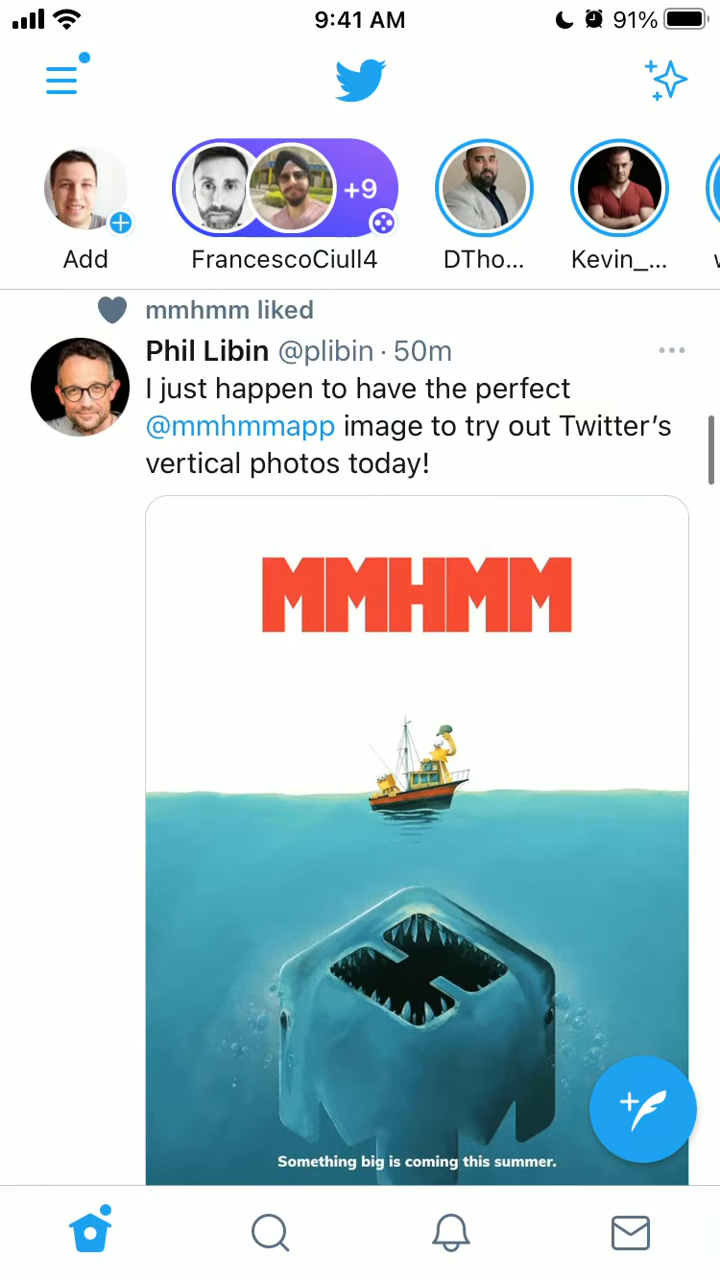 9:41 AM
91%
+9
Add
FrancescoCiull4
DTho...
Kevin_...
mmhmm liked
Phil Libin @plibin · 50m
I just happen to have the perfect
@mmhmmapp image to try out Twitter’s
vertical photos today!
MMHMM
Something big is coming this summer.